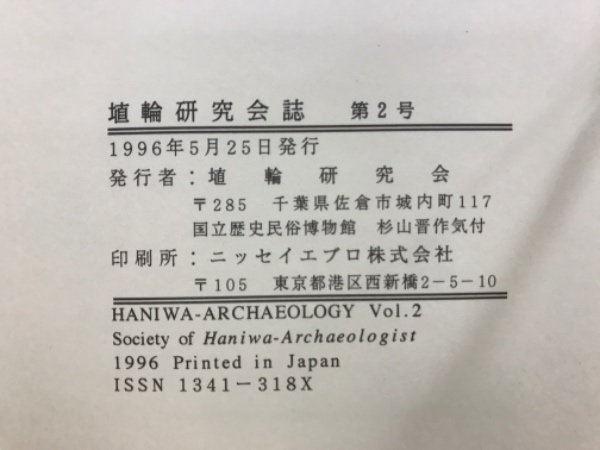 埴輪研究会誌 第2号
1996年5月25日発行
発行者：埴輪研究会
〒285 千葉県佐倉市城内町117
国立歴史民俗博物館 杉山晋作気付
印刷所：ニッセイエブロ株式会社
〒105 東京都港区西新橋2－5－10
HANIWA-ARCHAEOLOGY Vol.2
Society of Haniwa-Archaeologist
1996 Printed in Japan
ISSN 1341－318X